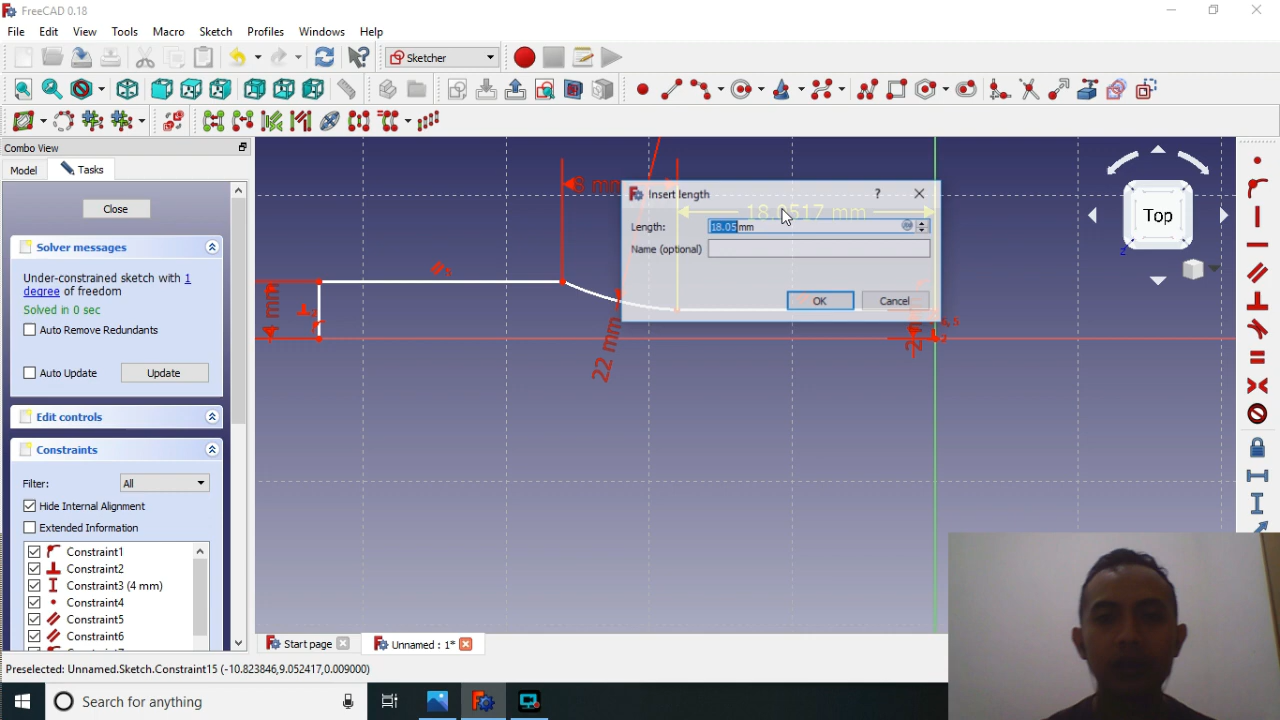 FreeCAD 0.18
File Edit View Tools Macro Sketch Profiles Windows Help
Sketcher
Combo View
Model Tasks
Close
Solver messages
Under-constrained sketch with 1
degree of freedom
Solved in 0 sec
Auto Remove Redundants
Auto Update Update
Edit controls
Constraints
Filter: All
Hide Internal Alignment
Extended Information
Constraint1
Constraint2
Constraint3 (4 mm)
Constraint4
Constraint5
Constraint6
4 mm
22 mm
Insert length
Length: 18.05 mm
Name (optional)
OK Cancel
Top
Z
Start page Unnamed : 1*
Preselected: Unnamed.Sketch.Constraint15 (-10.823846,9.052417,0.009000)
Search for anything